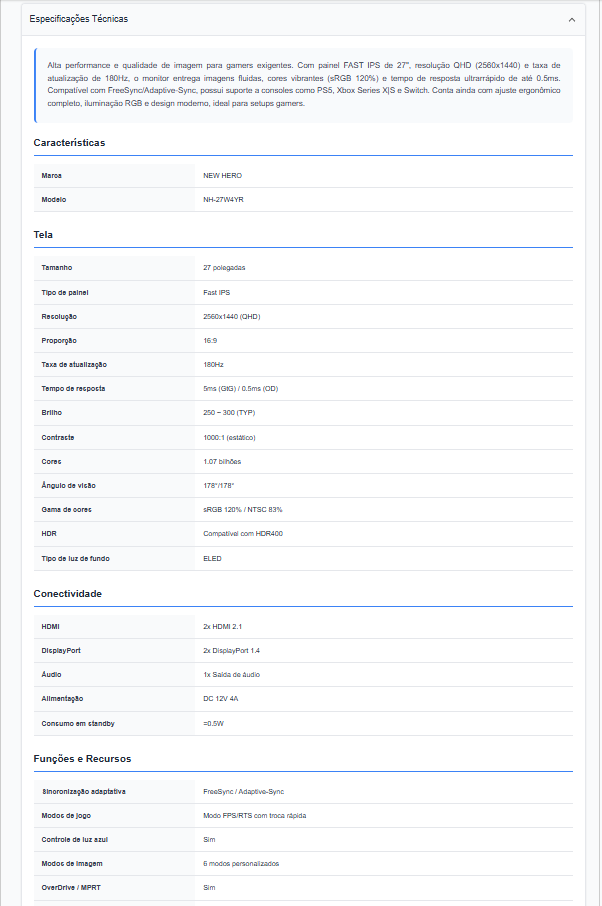 Especificações Técnicas
Alta performance e qualidade de imagem para gamers exigentes. Com painel FAST IPS de 27", resolução QHD (2560x1440) e taxa de
atualização de 180Hz, o monitor entrega imagens fluidas, cores vibrantes (sRGB 120%) e tempo de resposta ultrarrápido de até 0.5ms.
Compatível com FreeSync/Adaptive-Sync, possui suporte a consoles como PS5, Xbox Series X|S e Switch. Conta ainda com ajuste ergonômico
completo, iluminação RGB e design moderno, ideal para setups gamers.
Características
Marca NEW HERO
Modelo NH-27W4YR
Tela
Tamanho 27 polegadas
Tipo de painel Fast IPS
Resolução 2560x1440 (QHD)
Proporção 16:9
Taxa de atualização 180Hz
Tempo de resposta 5ms (GtG) / 0.5ms (OD)
Brilho 250 ~ 300 (TYP)
Contraste 1000:1 (estático)
Cores 1.07 bilhões
Ângulo de visão 178°/178°
Gama de cores sRGB 120% / NTSC 83%
HDR Compatível com HDR400
Tipo de luz de fundo ELED
Conectividade
HDMI 2x HDMI 2.1
DisplayPort 2x DisplayPort 1.4
Áudio 1x Saída de áudio
Alimentação DC 12V 4A
Consumo em standby =0.5W
Funções e Recursos
Sincronização adaptativa FreeSync / Adaptive-Sync
Modos de jogo Modo FPS/RTS com troca rápida
Controle de luz azul Sim
Modos de imagem 6 modos personalizados
OverDrive / MPRT Sim